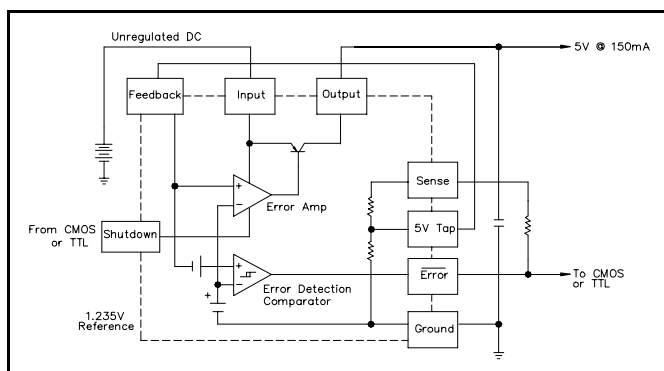 Unregulated DC
5V @ 150mA
Feedback
Input
Output
+
−
Error Amp
Sense
5V Tap
From CMOS
or TTL
Shutdown
+
−
Error Detection
Comparator
Error
To CMOS
or TTL
+
1.235V
Reference
Ground